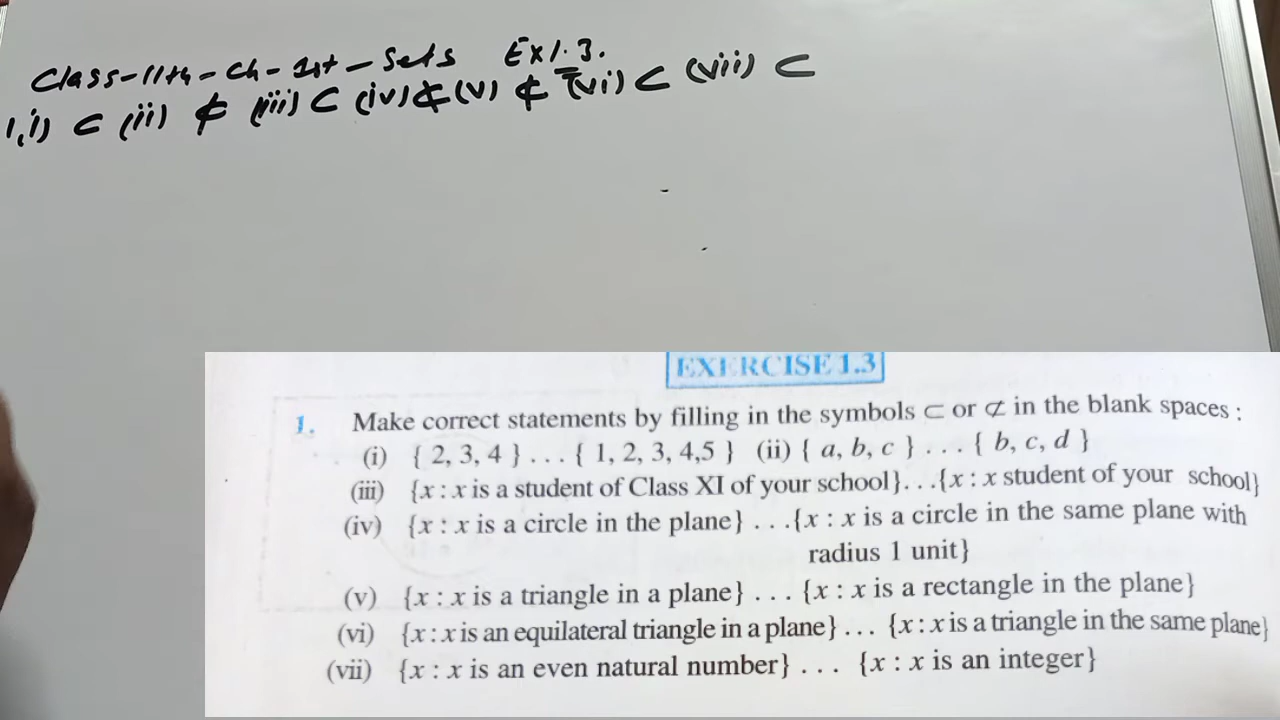 Class-11th-Ch-1st-Sets Ex1.3.
1,i) ⊂ (ii) ⊄ (iii) ⊂ (iv) ⊄ (v) ⊄ (vi) ⊂ (vii) ⊂
EXERCISE 1.3
1. Make correct statements by filling in the symbols ⊂ or ⊄ in the blank spaces :
(i) { 2, 3, 4 } . . . { 1, 2, 3, 4,5 } (ii) { a, b, c } . . . { b, c, d }
(iii) {x : x is a student of Class XI of your school}. . .{x : x student of your school}
(iv) {x : x is a circle in the plane} . . .{x : x is a circle in the same plane with
radius 1 unit}
(v) {x : x is a triangle in a plane} . . . {x : x is a rectangle in the plane}
(vi) {x : x is an equilateral triangle in a plane} . . . {x : x is a triangle in the same plane}
(vii) {x : x is an even natural number} . . . {x : x is an integer}